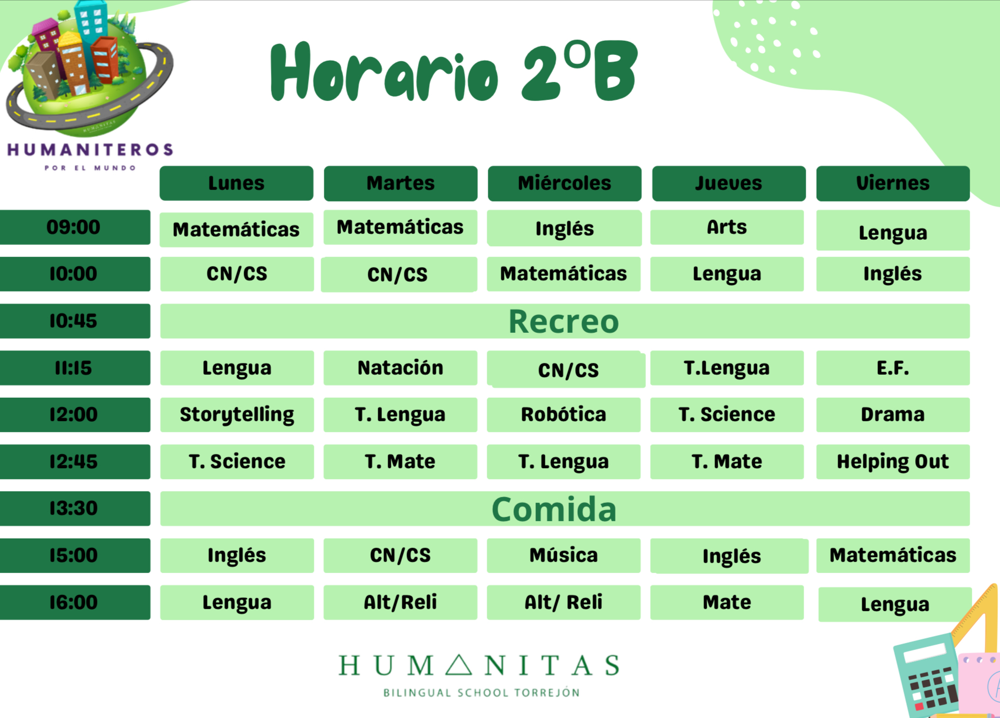 Horario 2ºB
HUMANITAS
HUMANITEROS
POR EL MUNDO
Lunes Martes Miércoles Jueves Viernes
09:00 Matemáticas Matemáticas Inglés Arts Lengua
10:00 CN/CS CN/CS Matemáticas Lengua Inglés
10:45 Recreo
11:15 Lengua Natación CN/CS T.Lengua E.F.
12:00 Storytelling T. Lengua Robótica T. Science Drama
12:45 T. Science T. Mate T. Lengua T. Mate Helping Out
13:30 Comida
15:00 Inglés CN/CS Música Inglés Matemáticas
16:00 Lengua Alt/Reli Alt/ Reli Mate Lengua
HUMANITAS
BILINGUAL SCHOOL TORREJÓN